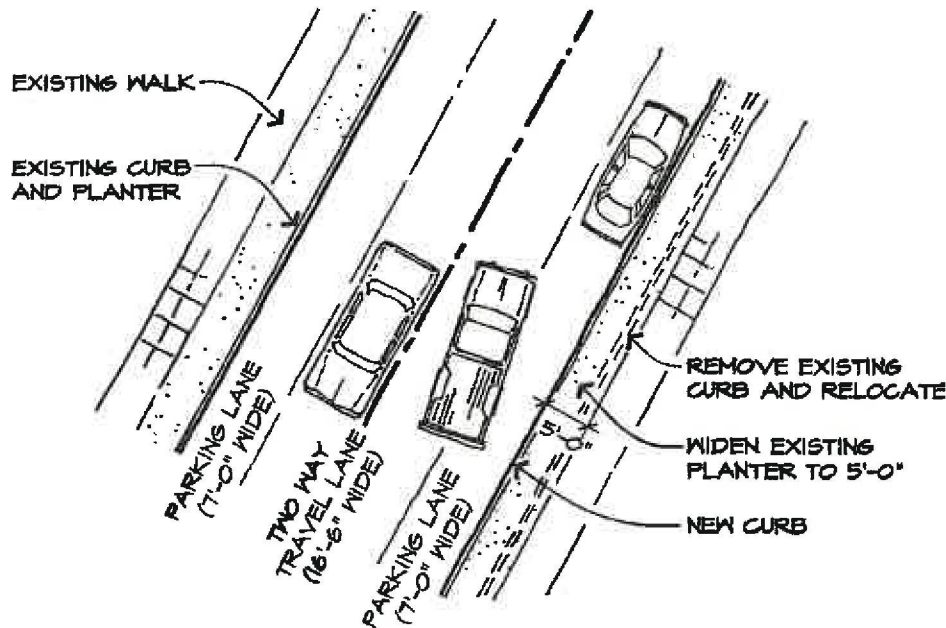 EXISTING WALK
EXISTING CURB
AND PLANTER
PARKING LANE
(7'-0" WIDE)
TWO WAY
TRAVEL LANE
(16'-6" WIDE)
PARKING LANE
(7'-0" WIDE)
5'-0"
REMOVE EXISTING
CURB AND RELOCATE
WIDEN EXISTING
PLANTER TO 5'-0"
NEW CURB